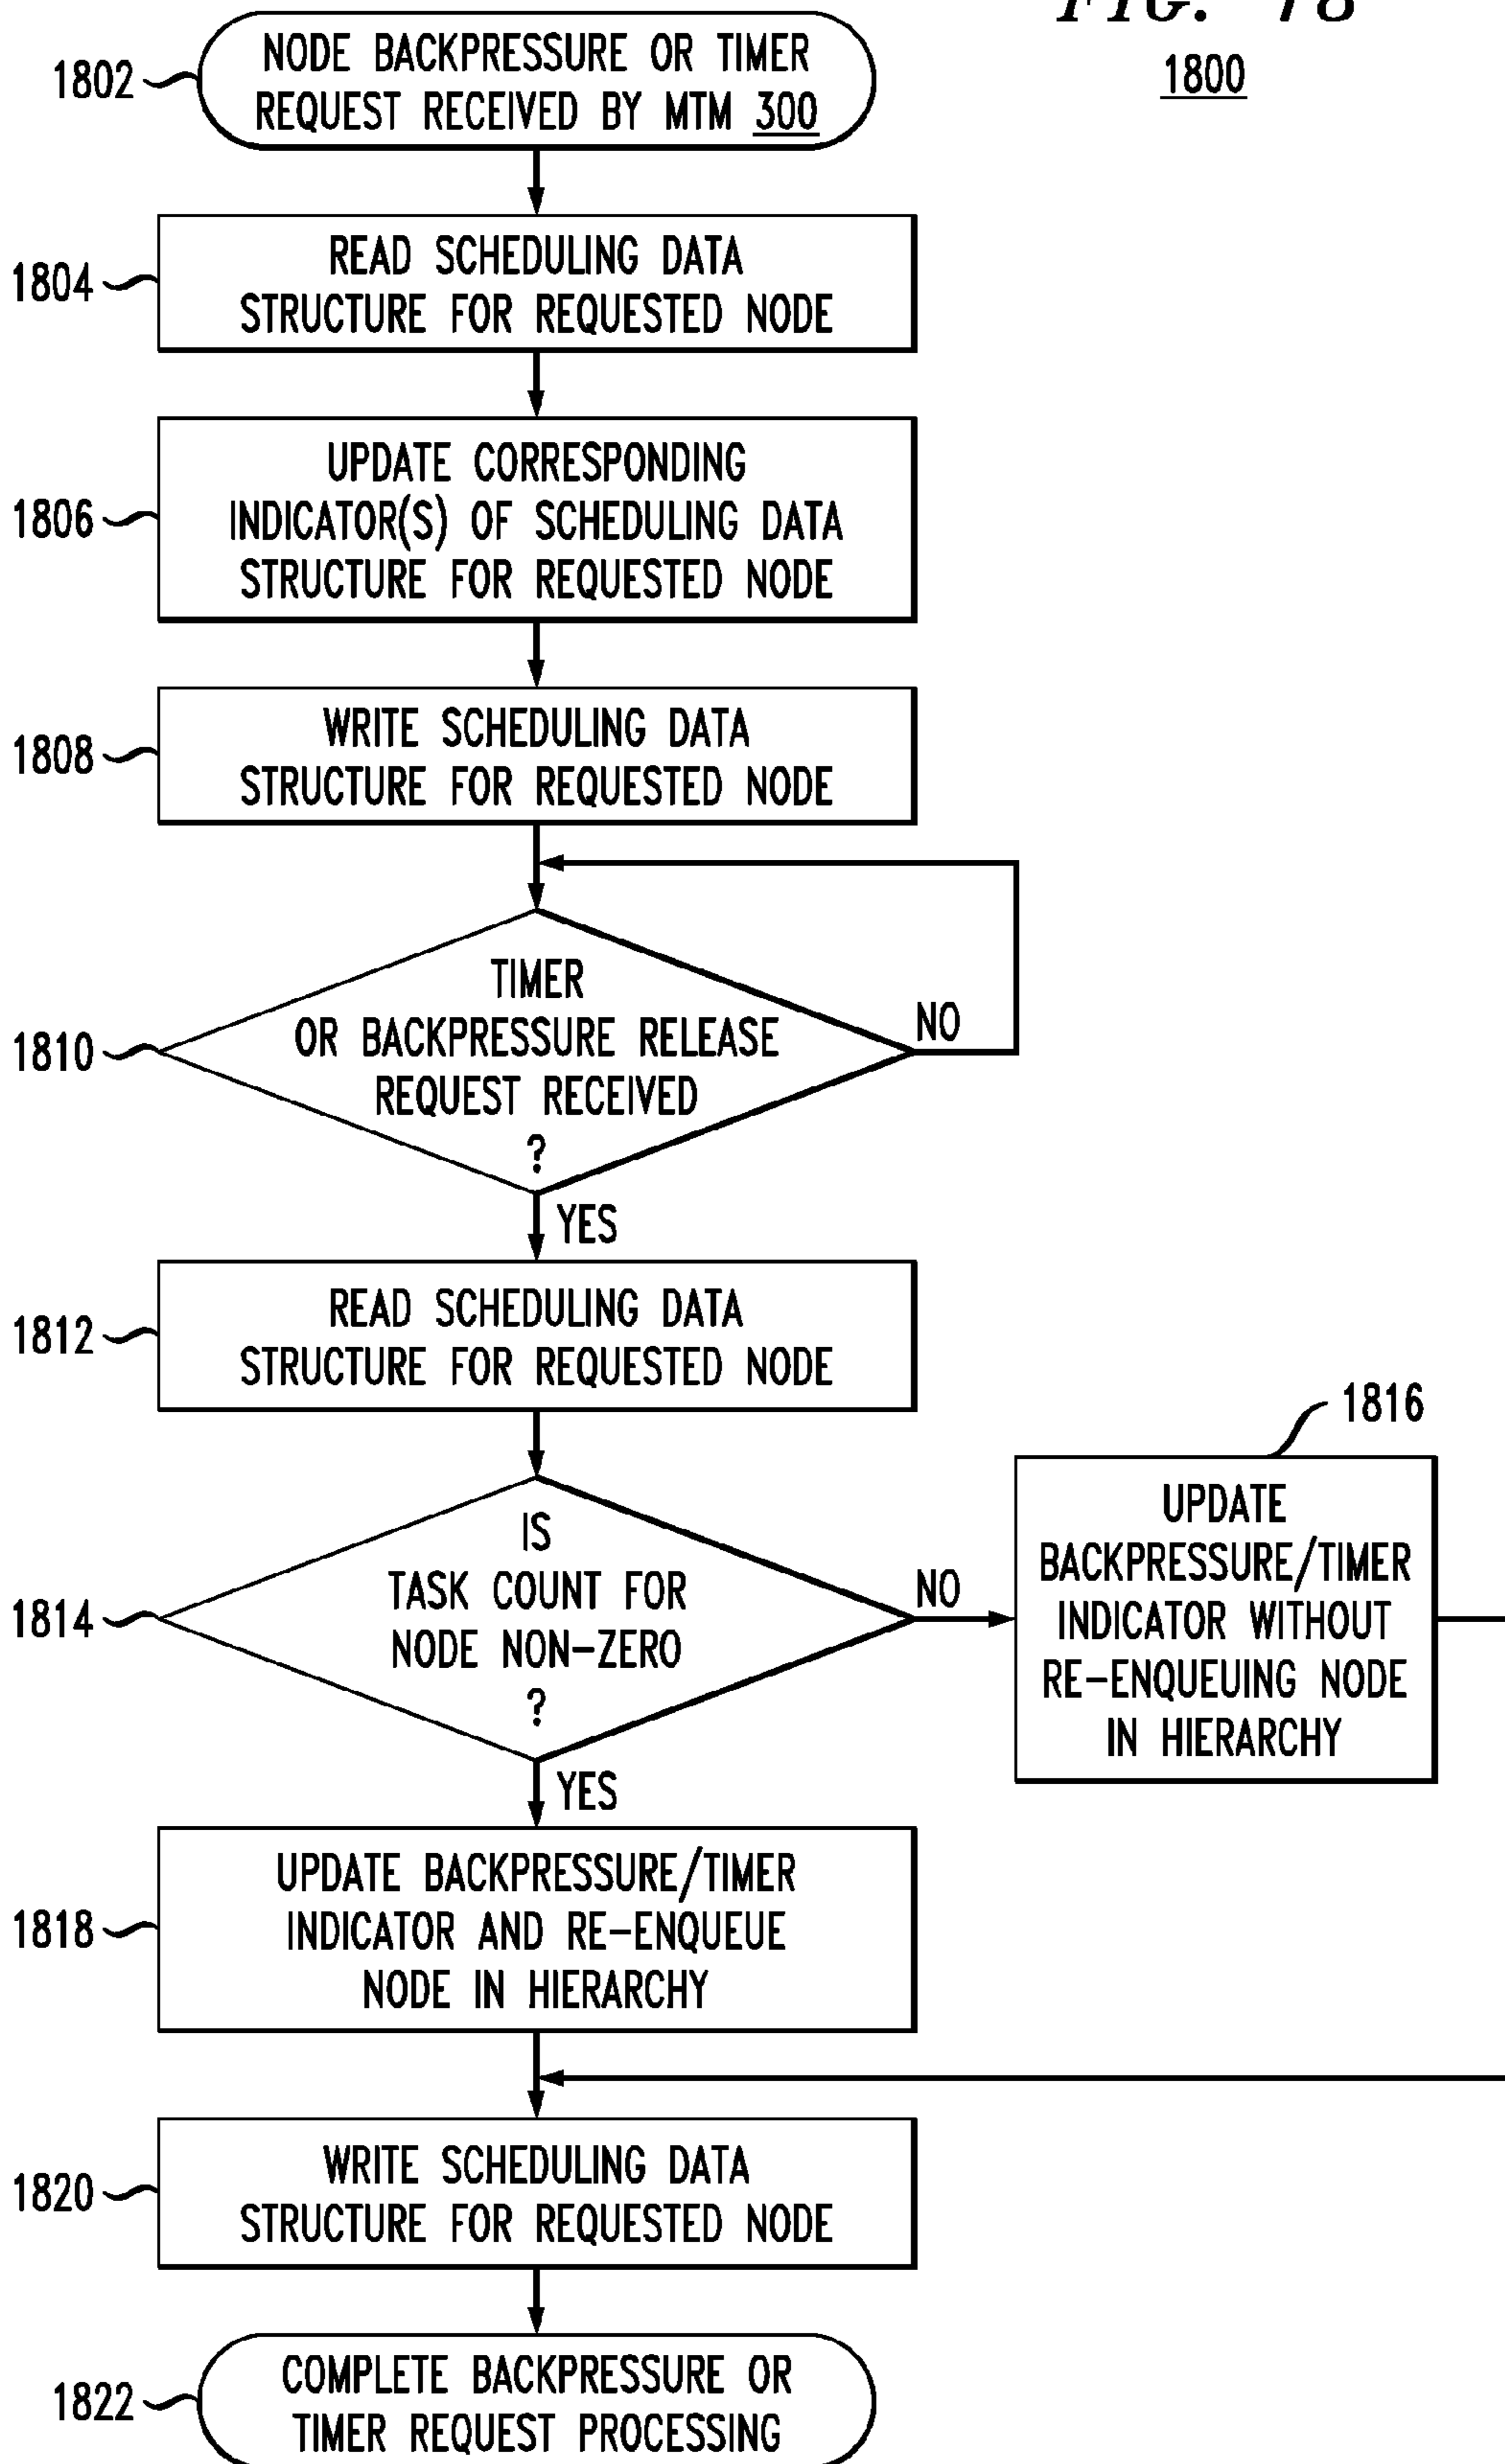 FIG. 18
1800
1802
NODE BACKPRESSURE OR TIMER
REQUEST RECEIVED BY MTM 300
1804
READ SCHEDULING DATA
STRUCTURE FOR REQUESTED NODE
1806
UPDATE CORRESPONDING
INDICATOR(S) OF SCHEDULING DATA
STRUCTURE FOR REQUESTED NODE
1808
WRITE SCHEDULING DATA
STRUCTURE FOR REQUESTED NODE
1810
TIMER
OR BACKPRESSURE RELEASE
REQUEST RECEIVED
?
NO
YES
1812
READ SCHEDULING DATA
STRUCTURE FOR REQUESTED NODE
1814
IS
TASK COUNT FOR
NODE NON-ZERO
?
NO
1816
UPDATE
BACKPRESSURE/TIMER
INDICATOR WITHOUT
RE-ENQUEUING NODE
IN HIERARCHY
YES
1818
UPDATE BACKPRESSURE/TIMER
INDICATOR AND RE-ENQUEUE
NODE IN HIERARCHY
1820
WRITE SCHEDULING DATA
STRUCTURE FOR REQUESTED NODE
1822
COMPLETE BACKPRESSURE OR
TIMER REQUEST PROCESSING